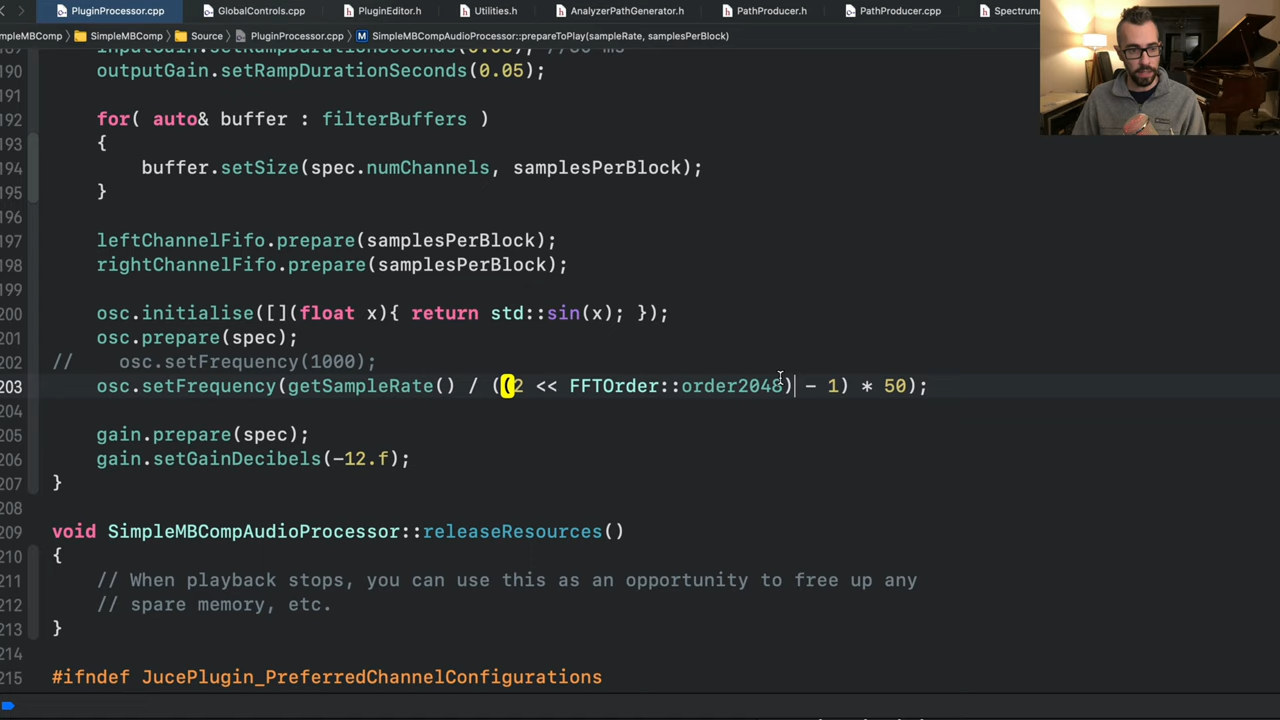 PluginProcessor.cpp GlobalControls.cpp PluginEditor.h Utilities.h AnalyzerPathGenerator.h PathProducer.h PathProducer.cpp
SimpleMBComp Source PluginProcessor.cpp SimpleMBCompAudioProcessor::prepareToPlay(sampleRate, samplesPerBlock)
190 outputGain.setRampDurationSeconds(0.05);
191
192 for( auto& buffer : filterBuffers )
193 {
194 buffer.setSize(spec.numChannels, samplesPerBlock);
195 }
196
197 leftChannelFifo.prepare(samplesPerBlock);
198 rightChannelFifo.prepare(samplesPerBlock);
199
200 osc.initialise([](float x){ return std::sin(x); });
201 osc.prepare(spec);
202 // osc.setFrequency(1000);
203 osc.setFrequency(getSampleRate() / ((2 << FFTOrder::order2048) - 1) * 50);
204
205 gain.prepare(spec);
206 gain.setGainDecibels(-12.f);
207 }
208
209 void SimpleMBCompAudioProcessor::releaseResources()
210 {
211 // When playback stops, you can use this as an opportunity to free up any
212 // spare memory, etc.
213 }
214
215 #ifndef JucePlugin_PreferredChannelConfigurations